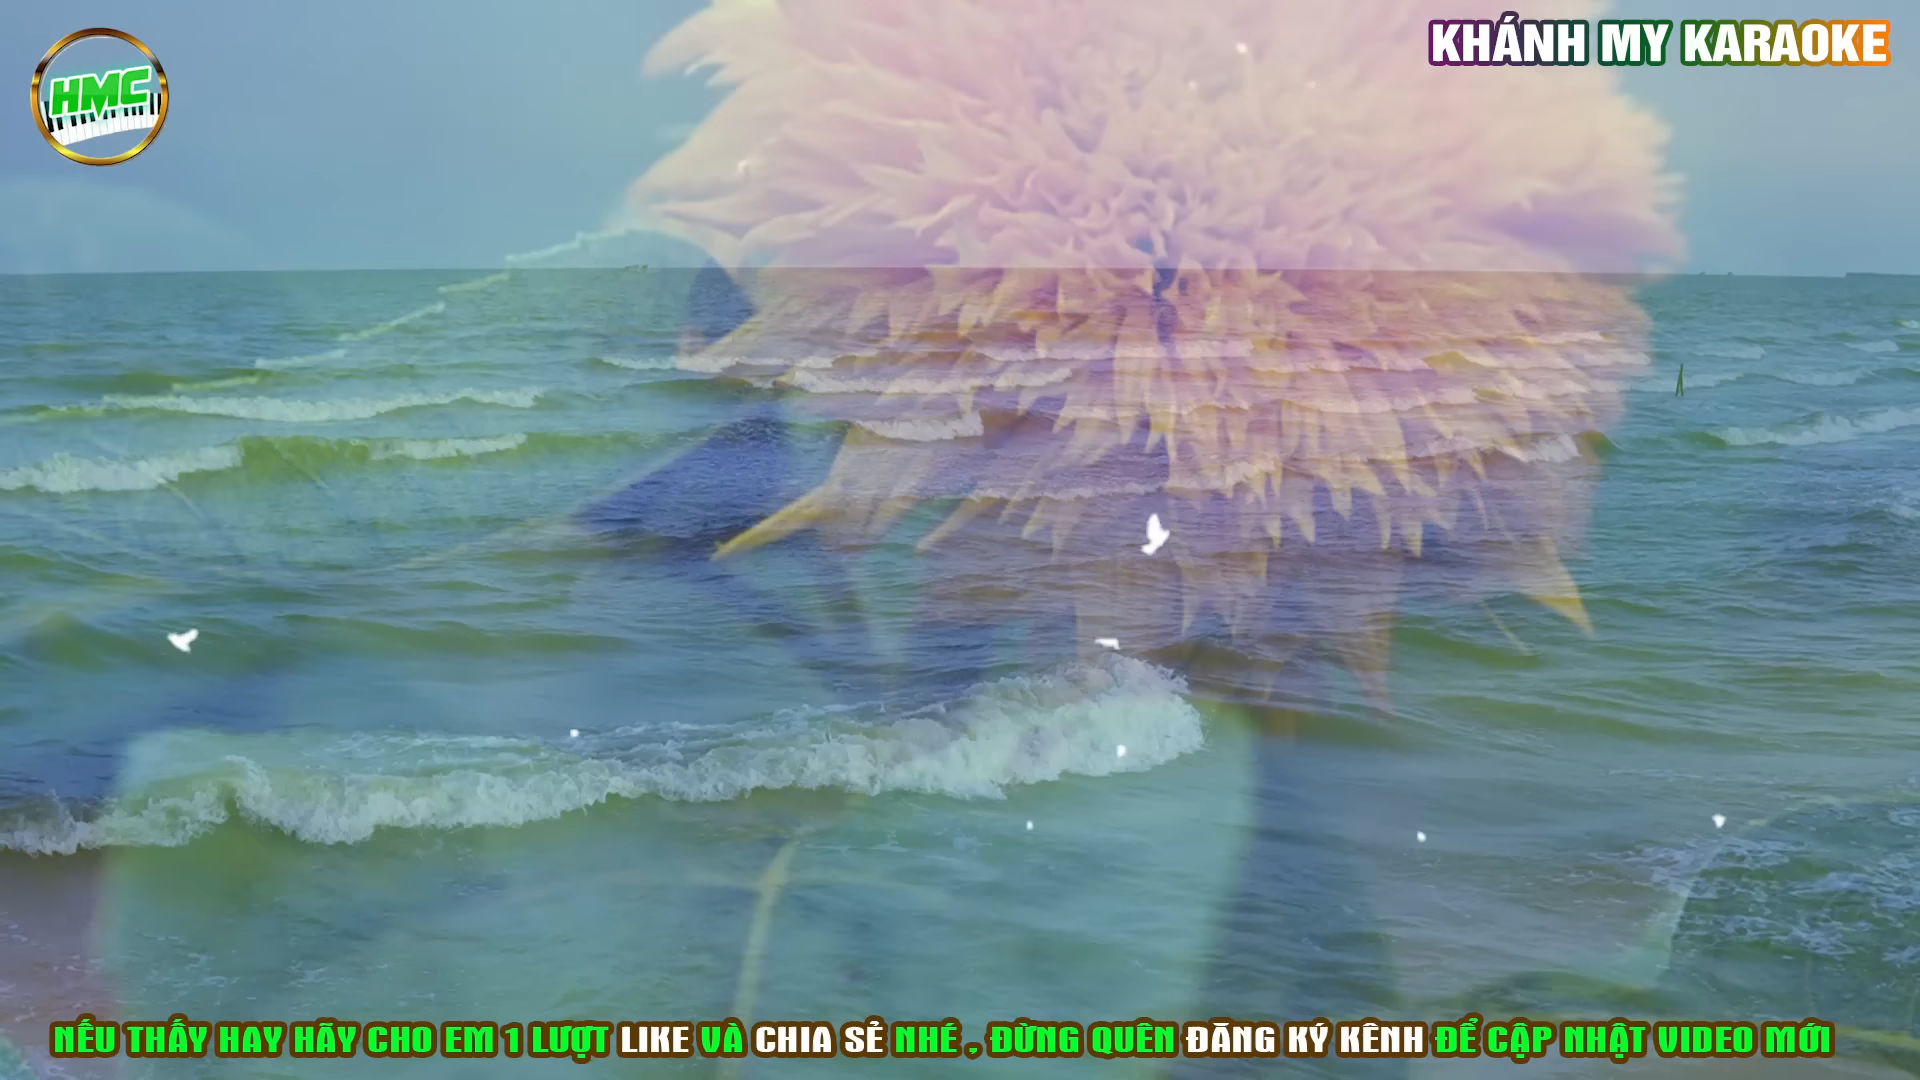 HMC
KHÁNH MY KARAOKE
NẾU THẤY HAY HÃY CHO EM 1 LƯỢT LIKE VÀ CHIA SẺ NHÉ , ĐỪNG QUÊN ĐĂNG KÝ KÊNH ĐỂ CẬP NHẬT VIDEO MỚI